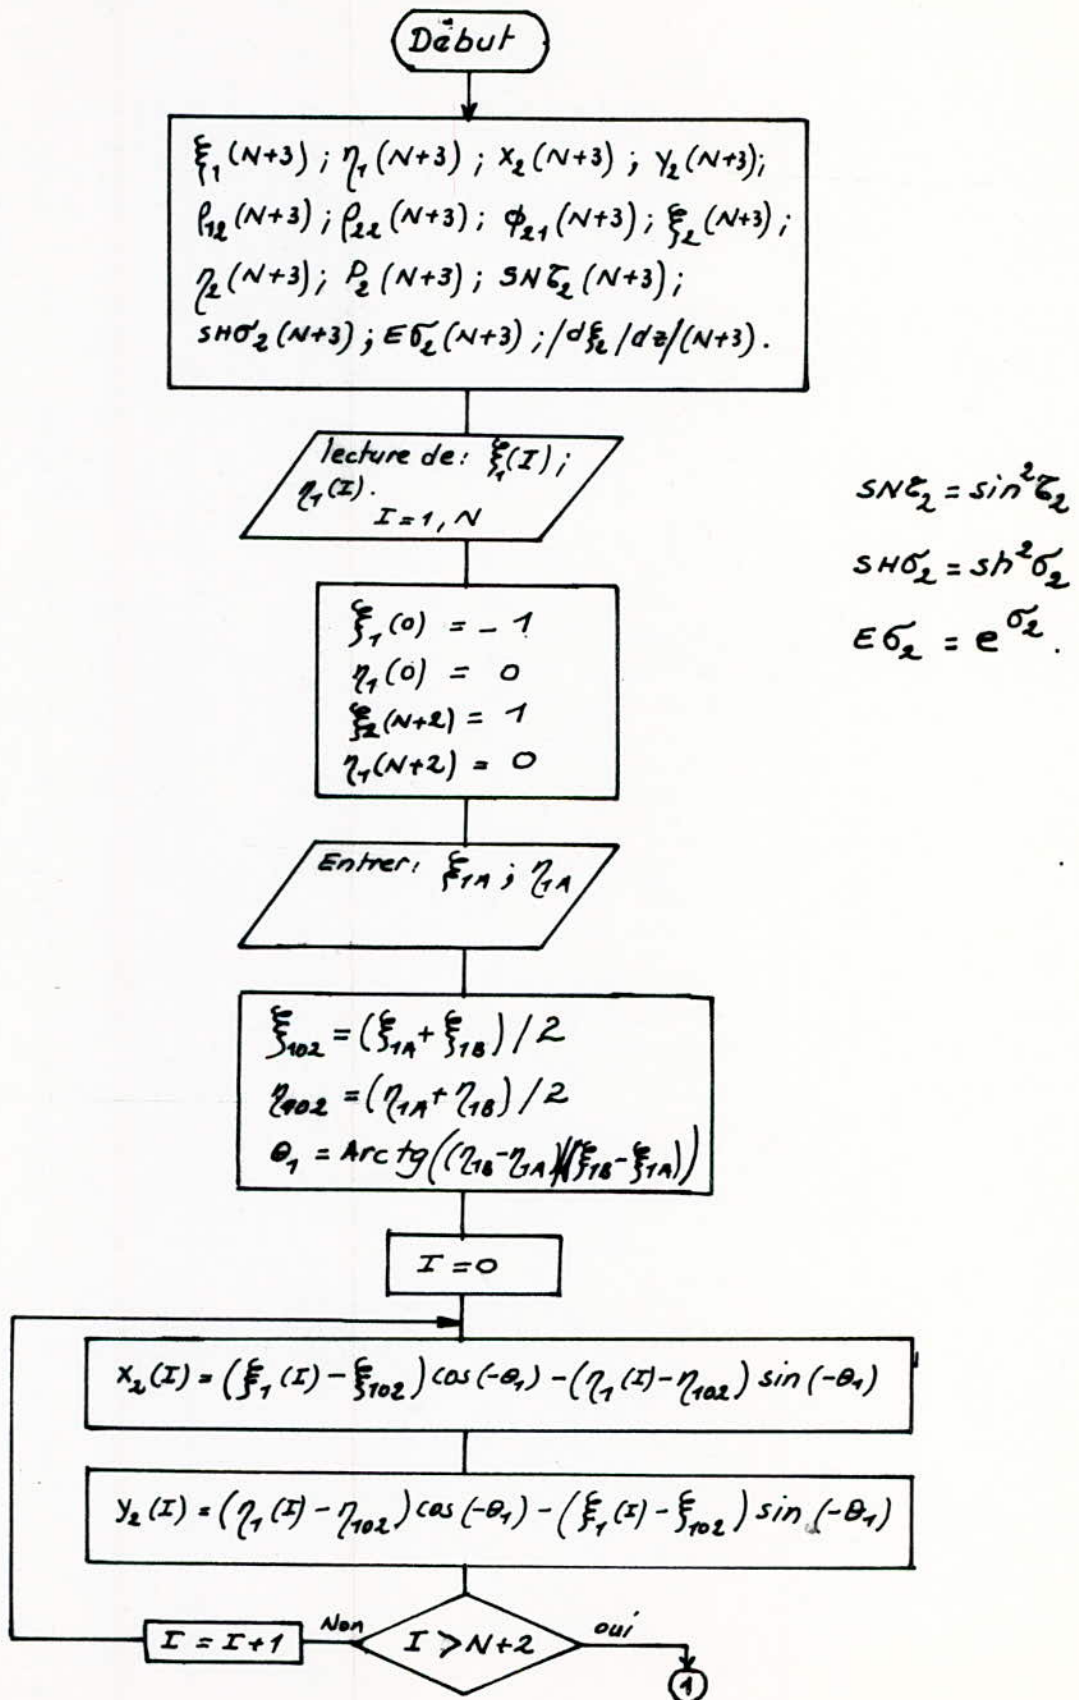 Début
ξ₁(N+3) ; η₁(N+3) ; X₂(N+3) ; Y₂(N+3);
ρ₁₂(N+3) ; ρ₂₂(N+3) ; ϕ₂₁(N+3) ; ξ₂(N+3) ;
η₂(N+3) ; P₂(N+3) ; SNτ₂(N+3) ;
SHσ₂(N+3) ; Eσ₂(N+3) ; /dξ₂/dz/(N+3).
lecture de: ξ₁(I) ;
η₁(I).
I=1, N
SNτ₂ = sin²τ₂
SHσ₂ = sh²σ₂
Eσ₂ = e^σ₂.
ξ₁(0) = -1
η₁(0) = 0
ξ₂(N+2) = 1
η₁(N+2) = 0
Entrer: ξ₁A ; η₁A
ξ₁₀₂ = (ξ₁A + ξ₁B) / 2
η₁₀₂ = (η₁A + η₁B) / 2
θ₁ = Arctg((η₁B - η₁A)/(ξ₁B - ξ₁A))
I = 0
X₂(I) = (ξ₁(I) - ξ₁₀₂) cos(-θ₁) - (η₁(I) - η₁₀₂) sin(-θ₁)
Y₂(I) = (η₁(I) - η₁₀₂) cos(-θ₁) - (ξ₁(I) - ξ₁₀₂) sin(-θ₁)
I = I+1
Non
I > N+2
oui
1